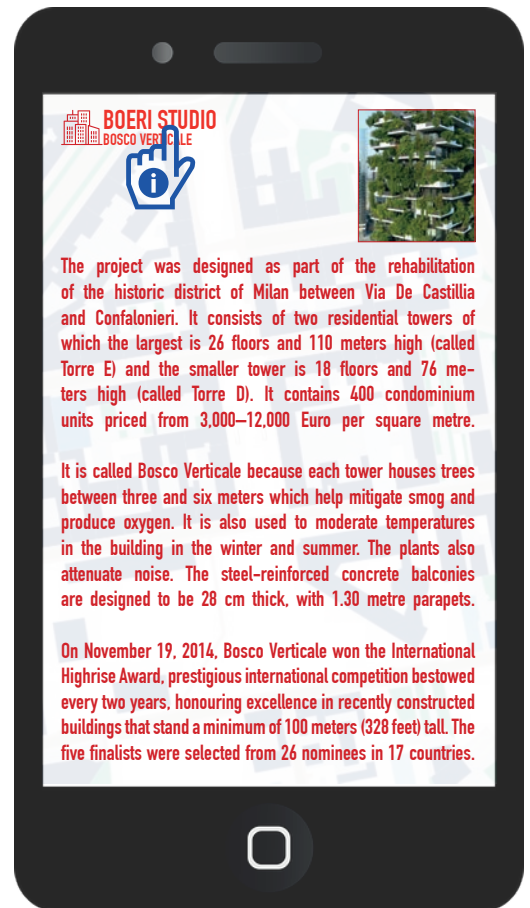 BOERI STUDIO
BOSCO VERTICALE
i
The project was designed as part of the rehabilitation
of the historic district of Milan between Via De Castillia
and Confalonieri. It consists of two residential towers of
which the largest is 26 floors and 110 meters high (called
Torre E) and the smaller tower is 18 floors and 76 me-
ters high (called Torre D). It contains 400 condominium
units priced from 3,000–12,000 Euro per square metre.
It is called Bosco Verticale because each tower houses trees
between three and six meters which help mitigate smog and
produce oxygen. It is also used to moderate temperatures
in the building in the winter and summer. The plants also
attenuate noise. The steel-reinforced concrete balconies
are designed to be 28 cm thick, with 1.30 metre parapets.
On November 19, 2014, Bosco Verticale won the International
Highrise Award, prestigious international competition bestowed
every two years, honouring excellence in recently constructed
buildings that stand a minimum of 100 meters (328 feet) tall. The
five finalists were selected from 26 nominees in 17 countries.